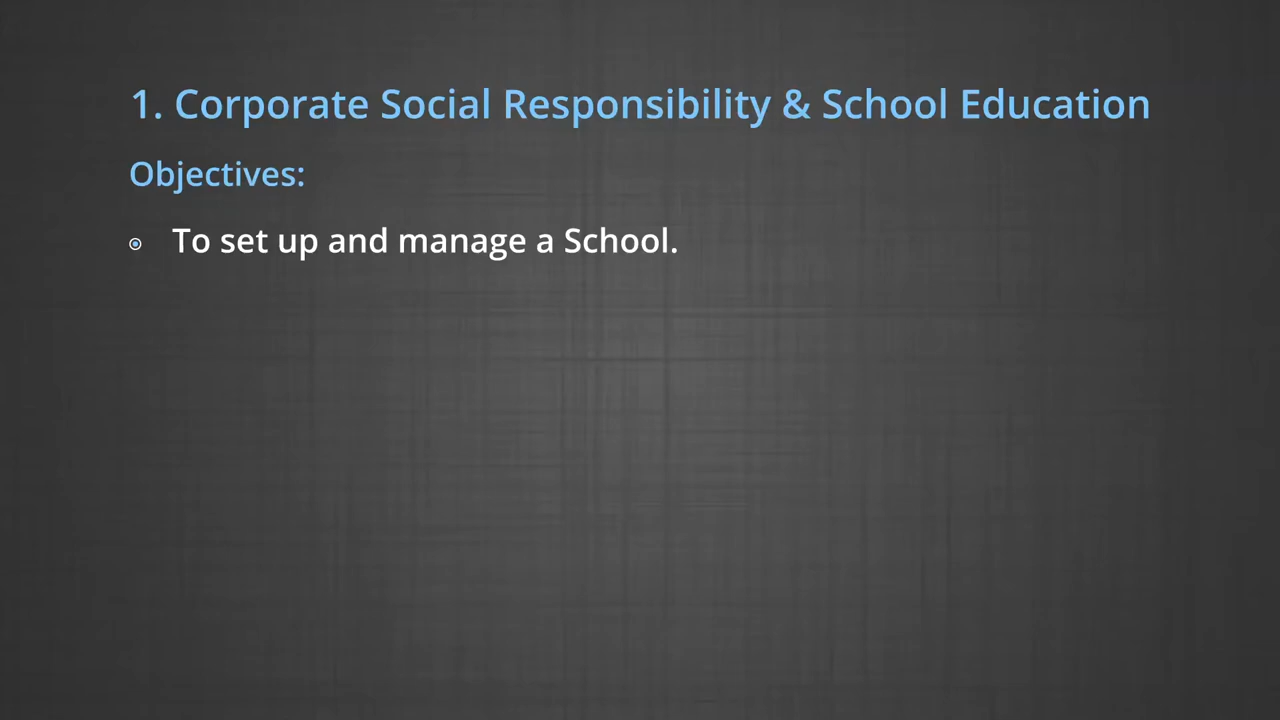 1. Corporate Social Responsibility & School Education
Objectives:
To set up and manage a School.